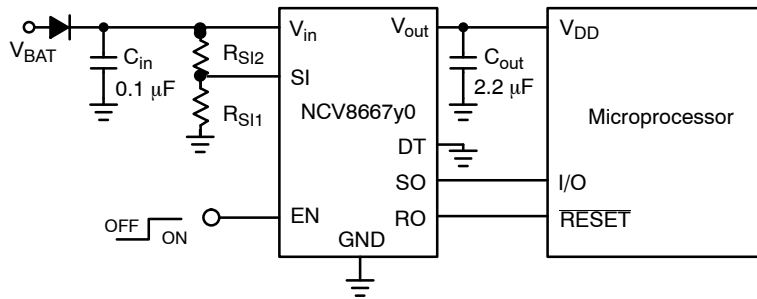 V_BAT
C_in
0.1 μF
R_SI2
R_SI1
V_in
V_out
SI
NCV8667y0
DT
SO
EN
RO
GND
OFF
ON
C_out
2.2 μF
V_DD
Microprocessor
I/O
RESET